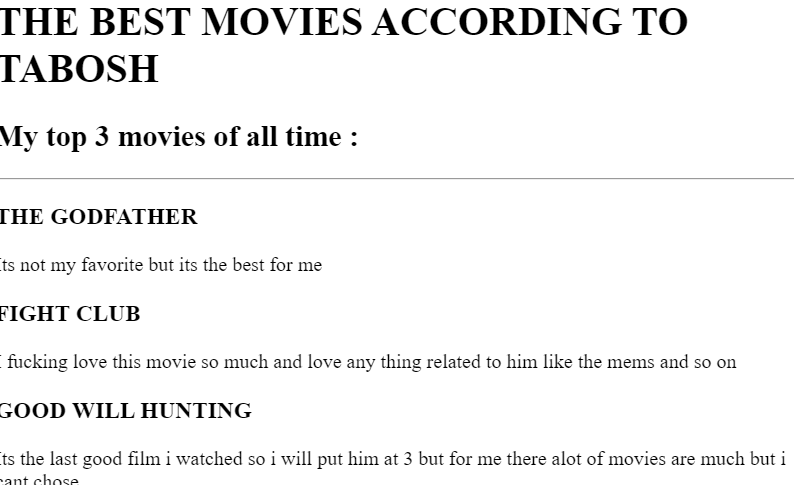 THE BEST MOVIES ACCORDING TO
TABOSH
My top 3 movies of all time :
THE GODFATHER
Its not my favorite but its the best for me
FIGHT CLUB
I fucking love this movie so much and love any thing related to him like the mems and so on
GOOD WILL HUNTING
Its the last good film i watched so i will put him at 3 but for me there alot of movies are much but i
cant chose